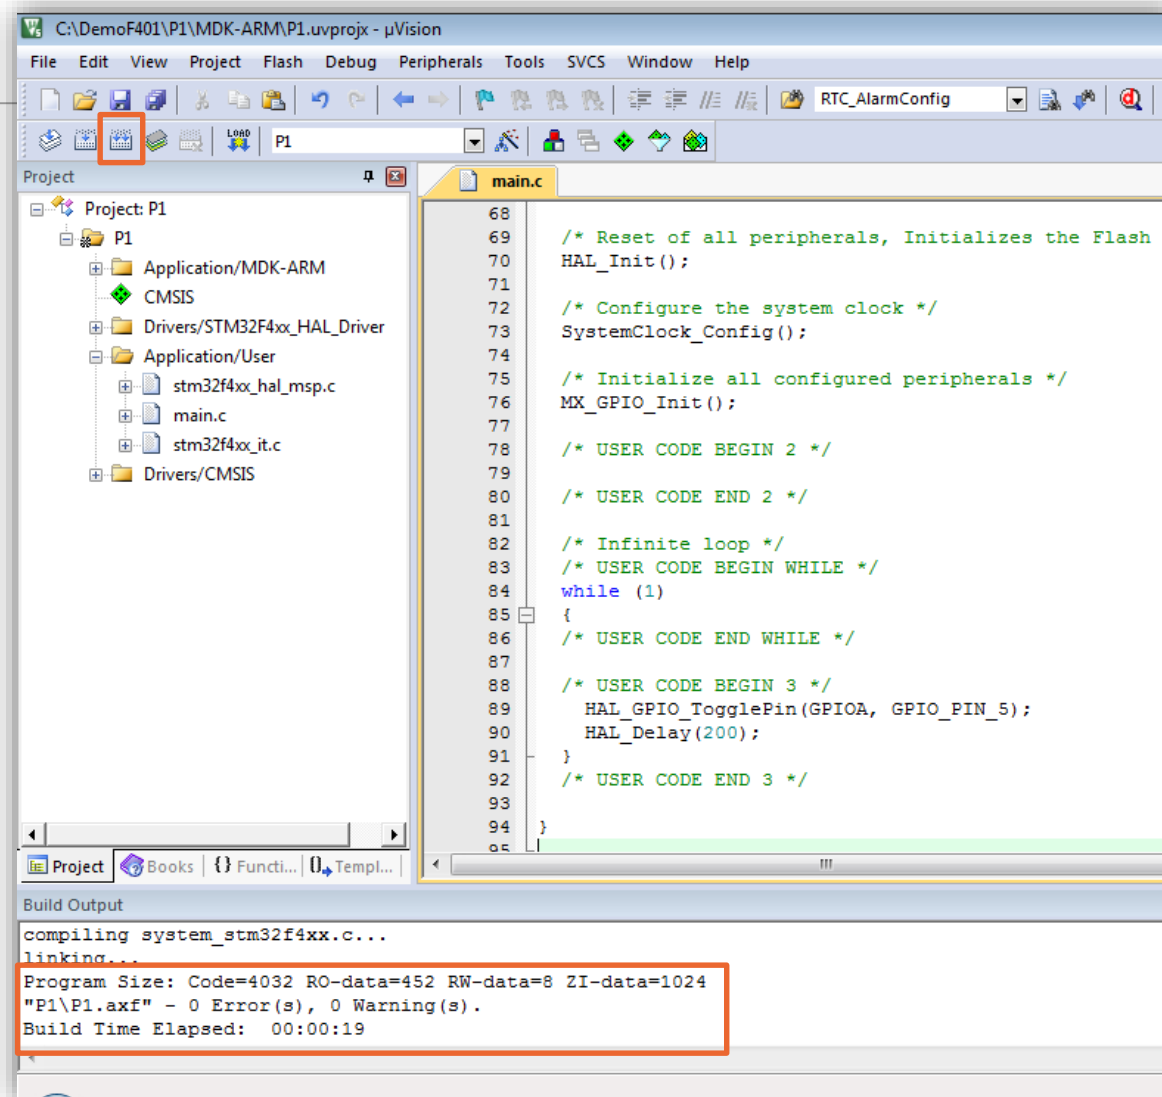 C:\DemoF401\P1\MDK-ARM\P1.uvprojx - µVision
File Edit View Project Flash Debug Peripherals Tools SVCS Window Help
RTC_AlarmConfig
LOAD P1
Project
main.c
Project: P1
P1
Application/MDK-ARM
CMSIS
Drivers/STM32F4xx_HAL_Driver
Application/User
stm32f4xx_hal_msp.c
main.c
stm32f4xx_it.c
Drivers/CMSIS
68
69 /* Reset of all peripherals, Initializes the Flash
70 HAL_Init();
71
72 /* Configure the system clock */
73 SystemClock_Config();
74
75 /* Initialize all configured peripherals */
76 MX_GPIO_Init();
77
78 /* USER CODE BEGIN 2 */
79
80 /* USER CODE END 2 */
81
82 /* Infinite loop */
83 /* USER CODE BEGIN WHILE */
84 while (1)
85 {
86 /* USER CODE END WHILE */
87
88 /* USER CODE BEGIN 3 */
89 HAL_GPIO_TogglePin(GPIOA, GPIO_PIN_5);
90 HAL_Delay(200);
91 }
92 /* USER CODE END 3 */
93
94 }
95
Project Books {} Functi... 0 Templ...
Build Output
compiling system_stm32f4xx.c...
linking...
Program Size: Code=4032 RO-data=452 RW-data=8 ZI-data=1024
"P1\P1.axf" - 0 Error(s), 0 Warning(s).
Build Time Elapsed: 00:00:19